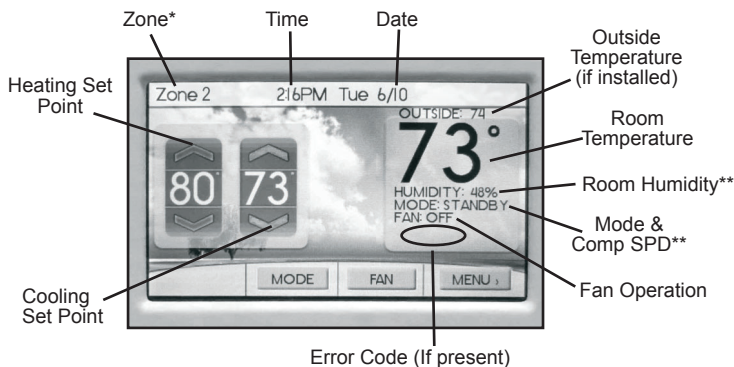 Zone*
Time
Date
Outside
Temperature
(if installed)
Heating Set
Point
Room
Temperature
Room Humidity**
Mode &
Comp SPD**
Fan Operation
Cooling
Set Point
Error Code (If present)
Zone 2
2:16PM Tue 6/10
OUTSIDE: 74
73°
80°
73°
HUMIDITY: 48%
MODE: STANDBY
FAN: OFF
MODE
FAN
MENU ›